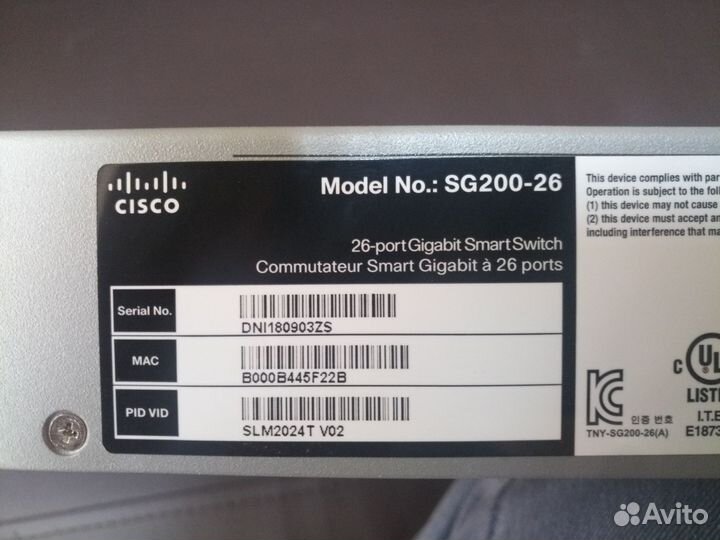 CISCO
Model No.: SG200-26
26-port Gigabit Smart Switch
Commutateur Smart Gigabit à 26 ports
Serial No.
DNI180903ZS
MAC
B000B445F22B
PID VID
SLM2024T V02
This device complies with par
Operation is subject to the fol
(1) this device may not cause
(2) this device must accept an
including interference that ma
인증 번호
TNY-SG200-26(A)
C UL
LISTE
I.T.E
E1873
Avito